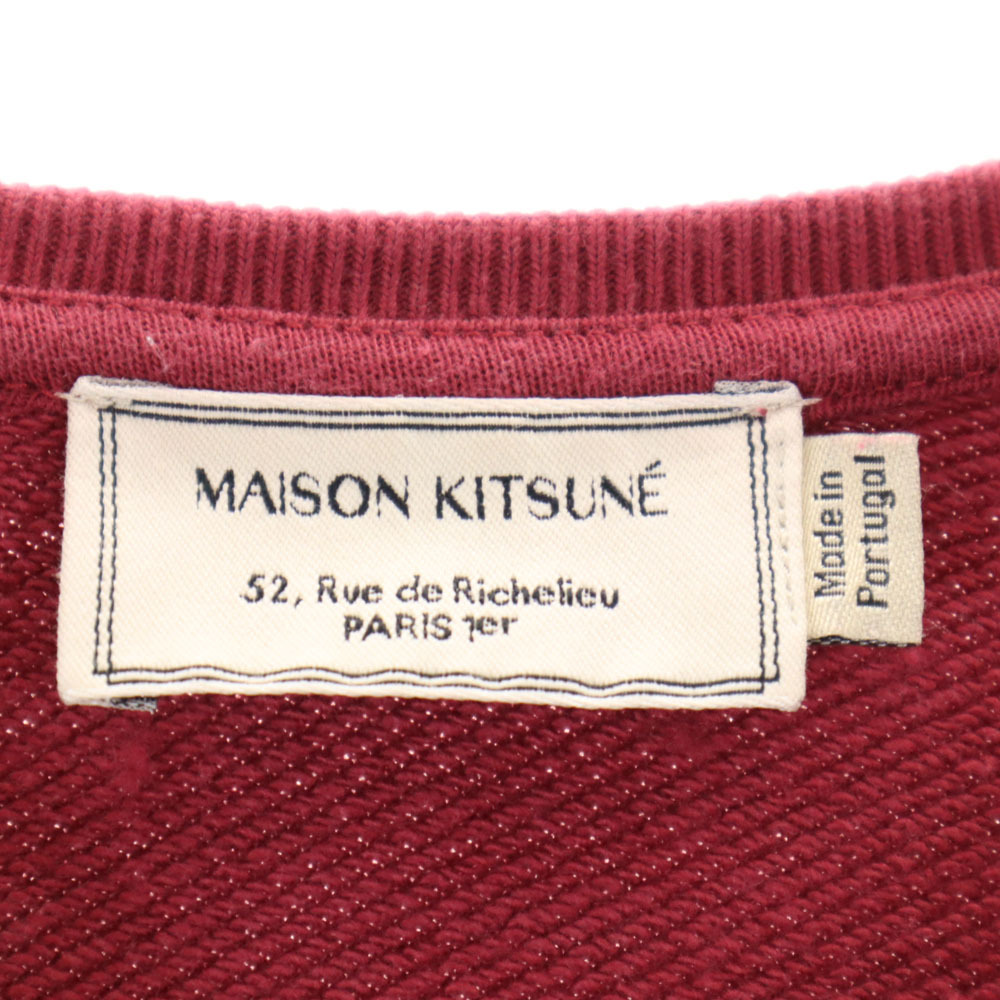 MAISON KITSUNÉ
52, Rue de Richelieu
PARIS 1er
Made in
Portugal